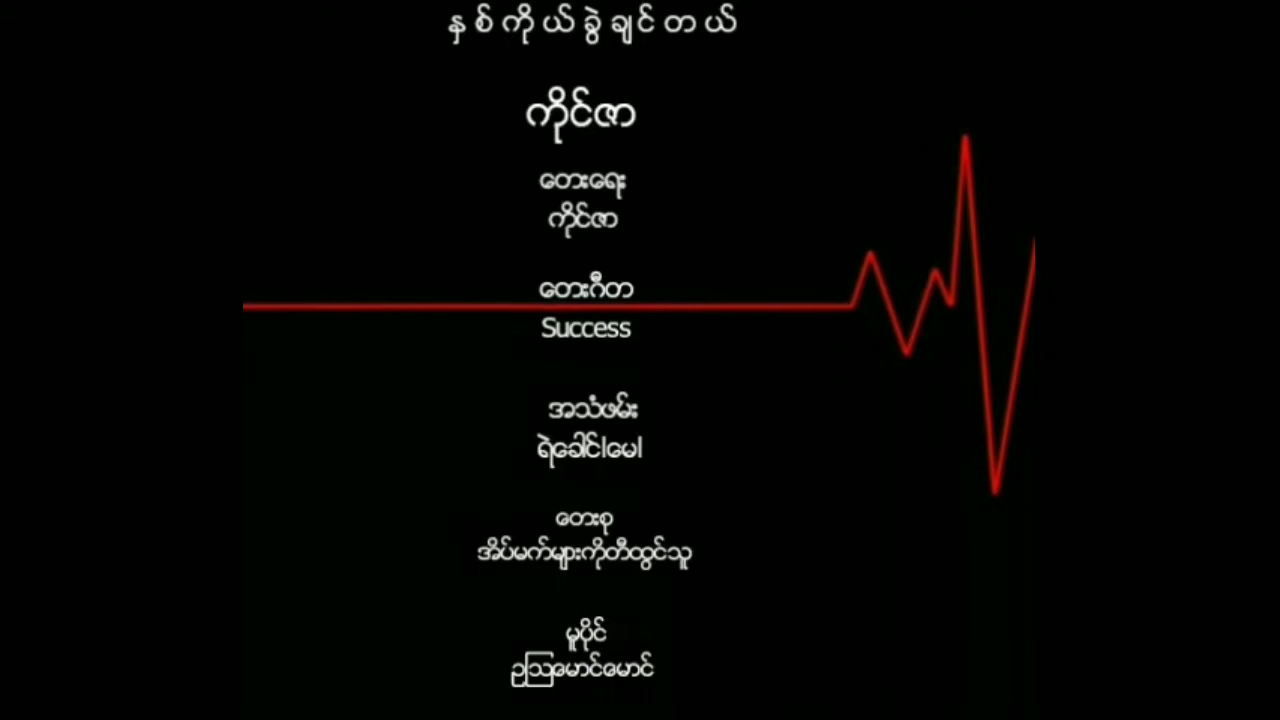 နှစ်ကိုယ်ခွဲချင်တယ်
ကိုင်ဇာ
တေးရေး
ကိုင်ဇာ
တေးဂီတ
Success
အသံဖမ်း
ရဲခေါင်၊မေ၊
တေးစု
အိပ်မက်များကိုတီထွင်သူ
မူပိုင်
ဥဩမောင်မောင်